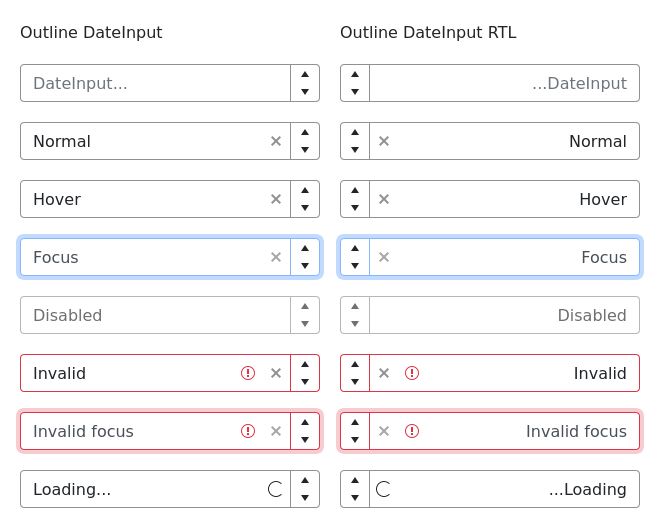 Outline DateInput
DateInput...
Normal
Hover
Focus
Disabled
Invalid
Invalid focus
Loading...
Outline DateInput RTL
...DateInput
Normal
Hover
Focus
Disabled
Invalid
Invalid focus
...Loading